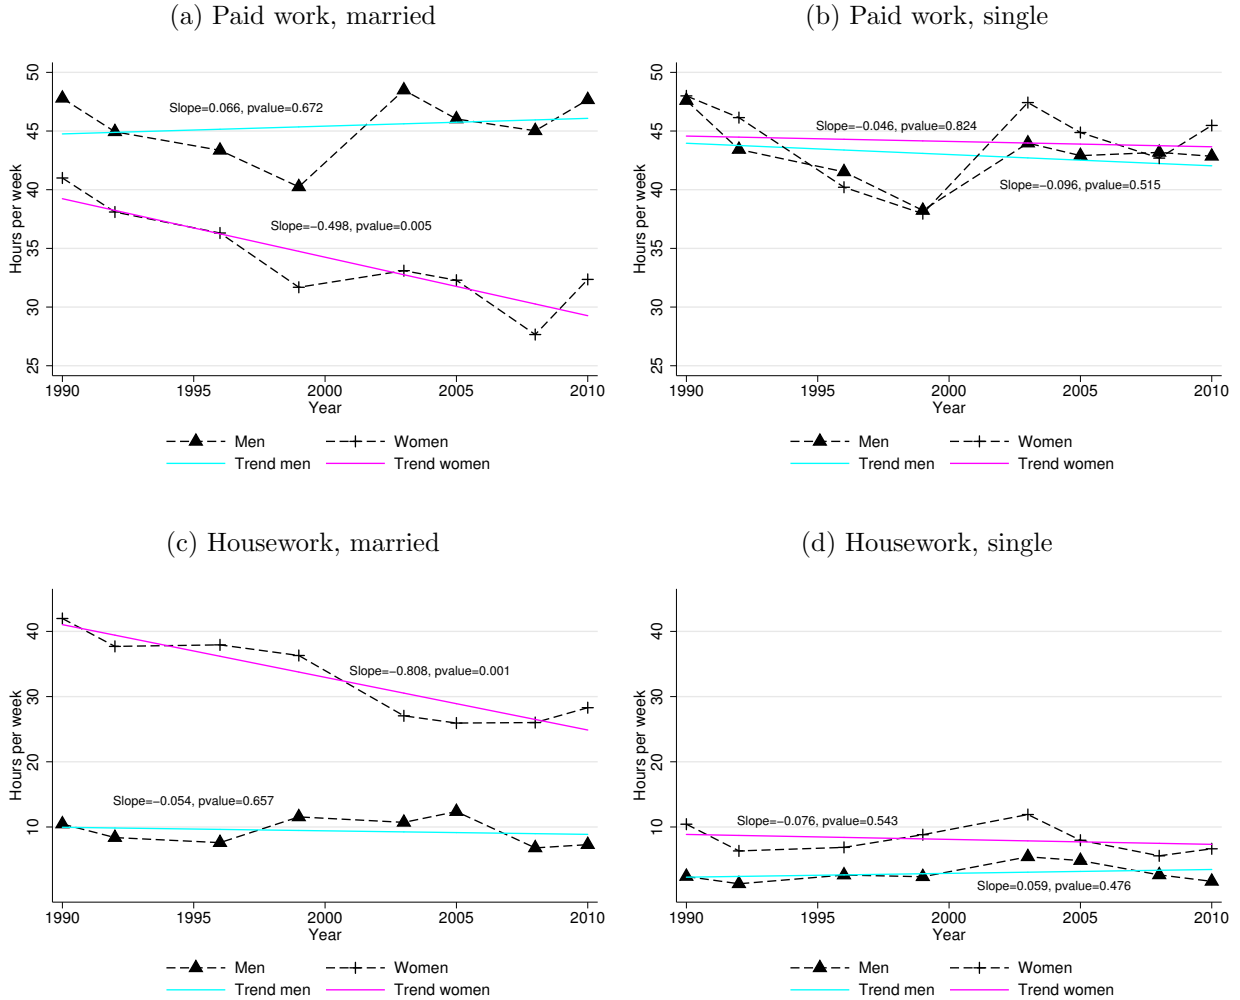 (a) Paid work, married
(b) Paid work, single
Hours per week
50
45
40
35
30
25
Slope=0.066, pvalue=0.672
Slope=−0.498, pvalue=0.005
1990 1995 2000 2005 2010
Year
Men Women
Trend men Trend women
Hours per week
50
45
40
35
30
25
Slope=−0.046, pvalue=0.824
Slope=−0.096, pvalue=0.515
1990 1995 2000 2005 2010
Year
Men Women
Trend men Trend women
(c) Housework, married
(d) Housework, single
Hours per week
40
30
20
10
Slope=−0.808, pvalue=0.001
Slope=−0.054, pvalue=0.657
1990 1995 2000 2005 2010
Year
Men Women
Trend men Trend women
Hours per week
40
30
20
10
Slope=−0.076, pvalue=0.543
Slope=0.059, pvalue=0.476
1990 1995 2000 2005 2010
Year
Men Women
Trend men Trend women